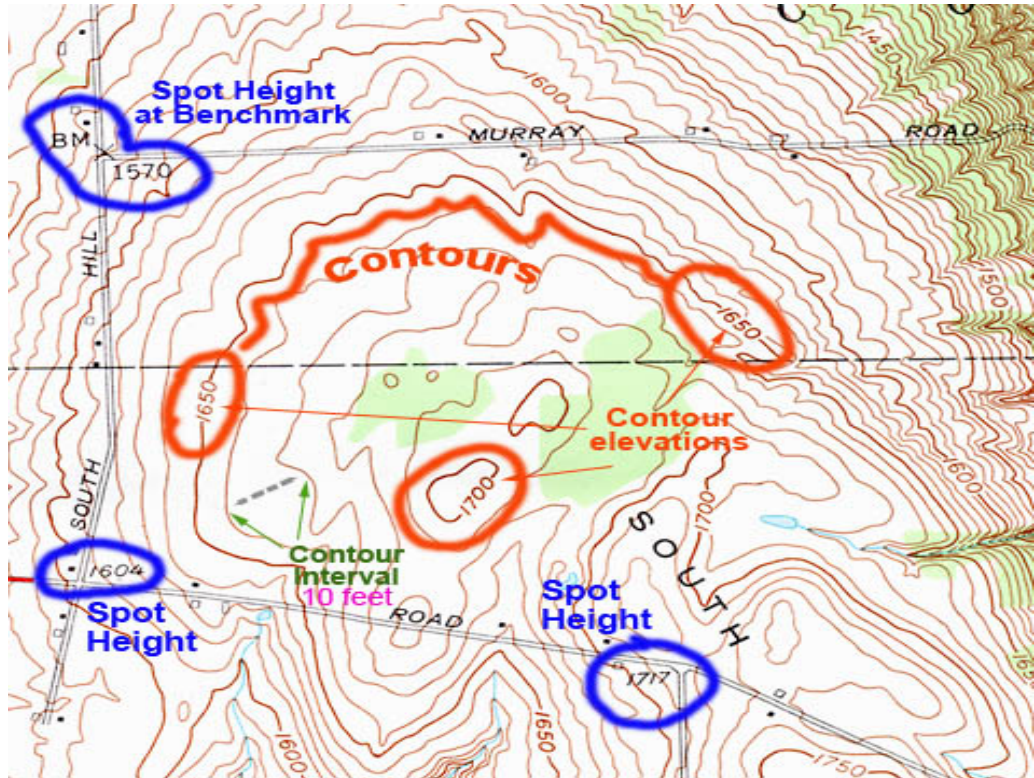 C
1450
Spot Height
at Benchmark
1600
BM
MURRAY
ROAD
1570
HILL
Contours
1500
1650
1650
Contour
elevations
1600
SOUTH
1700
1700
SOUTH
Contour
Interval
10 feet
1604
Spot
Height
ROAD
Spot
Height
1717
1600
1650
1750